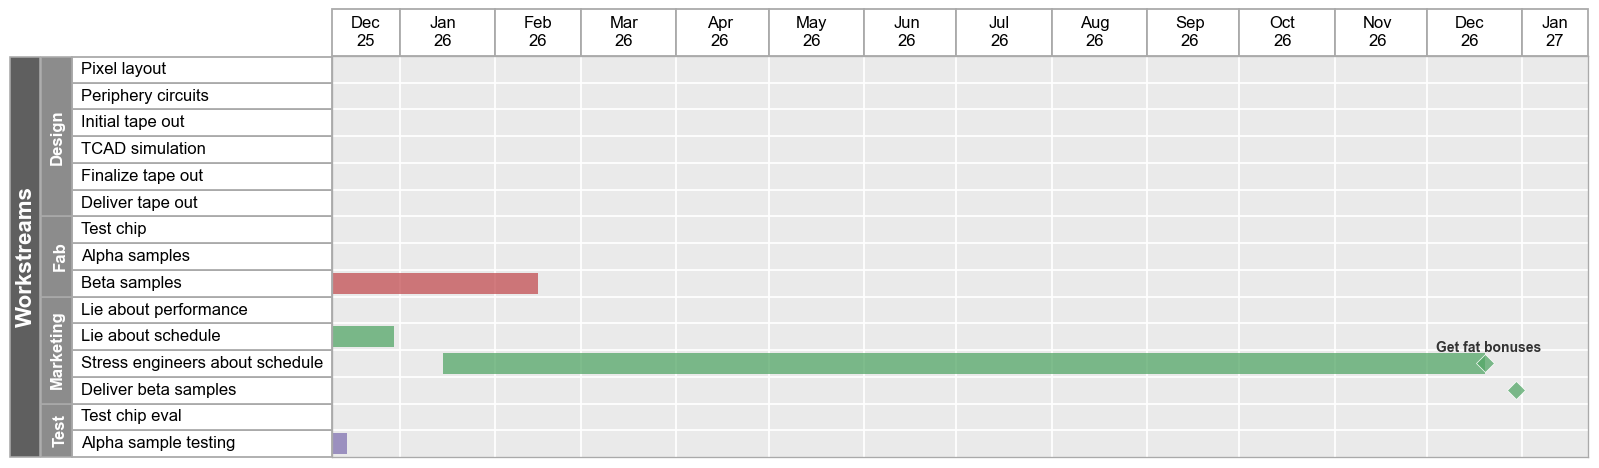 Dec Jan Feb Mar Apr May Jun Jul Aug Sep Oct Nov Dec Jan
25 26 26 26 26 26 26 26 26 26 26 26 26 27
Workstreams
Design
Pixel layout
Periphery circuits
Initial tape out
TCAD simulation
Finalize tape out
Deliver tape out
Fab
Test chip
Alpha samples
Beta samples
Marketing
Lie about performance
Lie about schedule
Stress engineers about schedule
Get fat bonuses
Deliver beta samples
Test
Test chip eval
Alpha sample testing